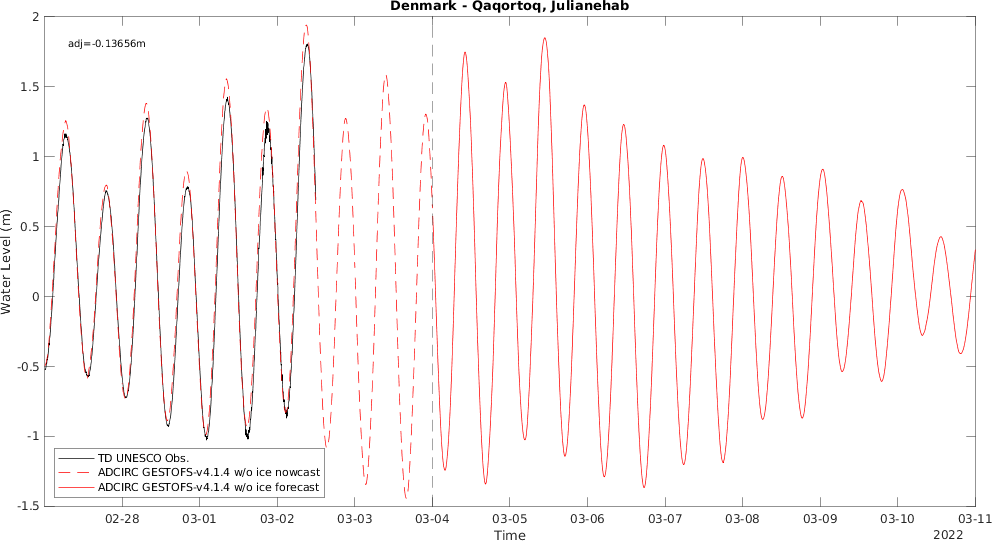 Denmark - Qaqortoq, Julianehab
adj=-0.13656m
2
1.5
1
0.5
0
-0.5
-1
-1.5
Water Level (m)
TD UNESCO Obs.
ADCIRC GESTOFS-v4.1.4 w/o ice nowcast
ADCIRC GESTOFS-v4.1.4 w/o ice forecast
02-28 03-01 03-02 03-03 03-04 03-05 03-06 03-07 03-08 03-09 03-10 03-11
Time
2022